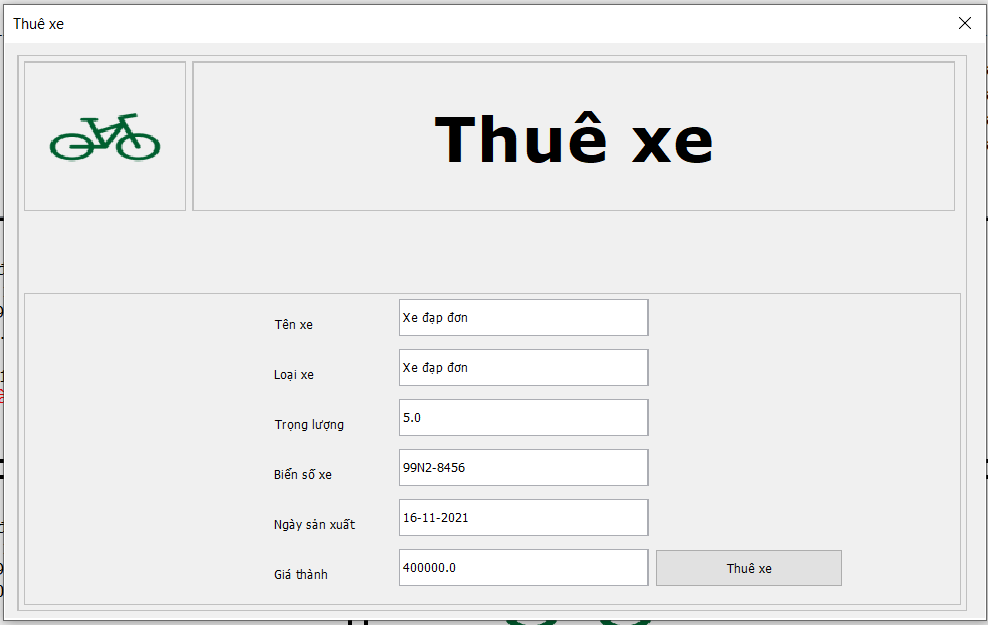 Thuê xe
Thuê xe
Tên xe
Xe đạp đơn
Loại xe
Xe đạp đơn
Trọng lượng
5.0
Biển số xe
99N2-8456
Ngày sản xuất
16-11-2021
Giá thành
400000.0
Thuê xe